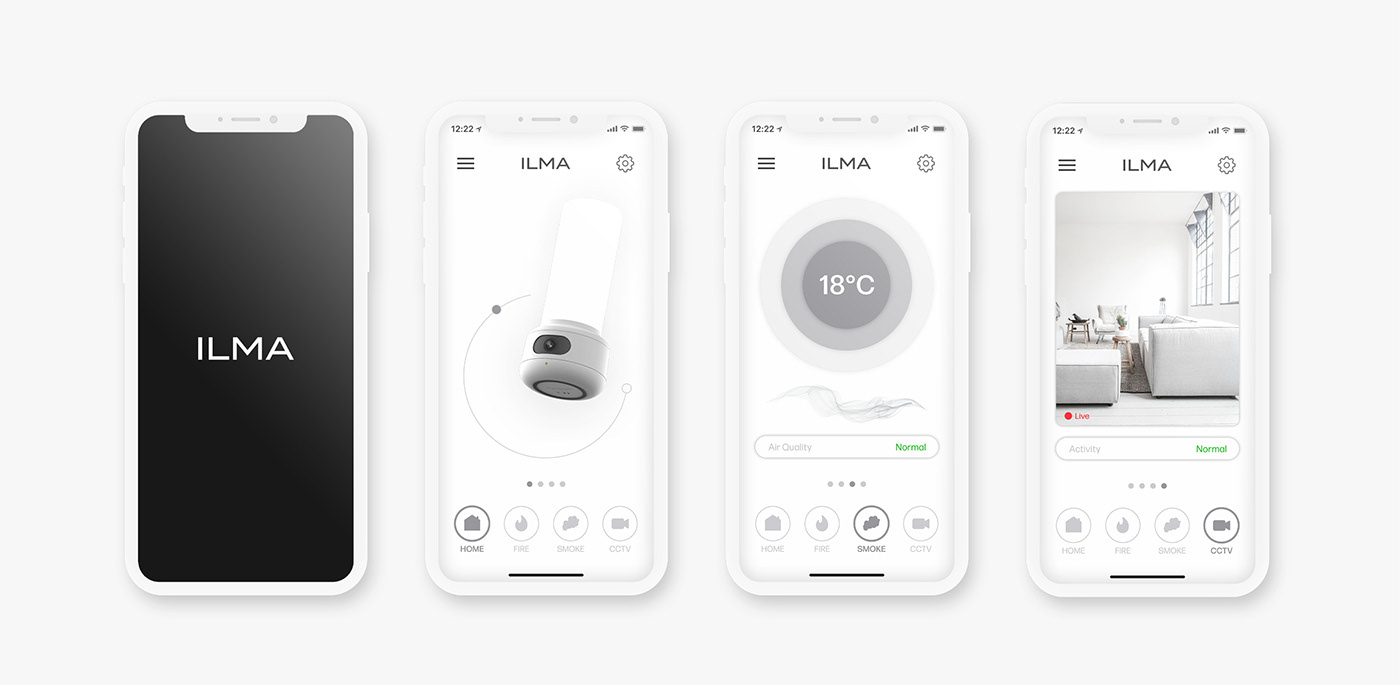 ILMA
12:22
ILMA
HOME FIRE SMOKE CCTV
12:22
ILMA
18°C
Air Quality Normal
HOME FIRE SMOKE CCTV
12:22
ILMA
Live
Activity Normal
HOME FIRE SMOKE CCTV